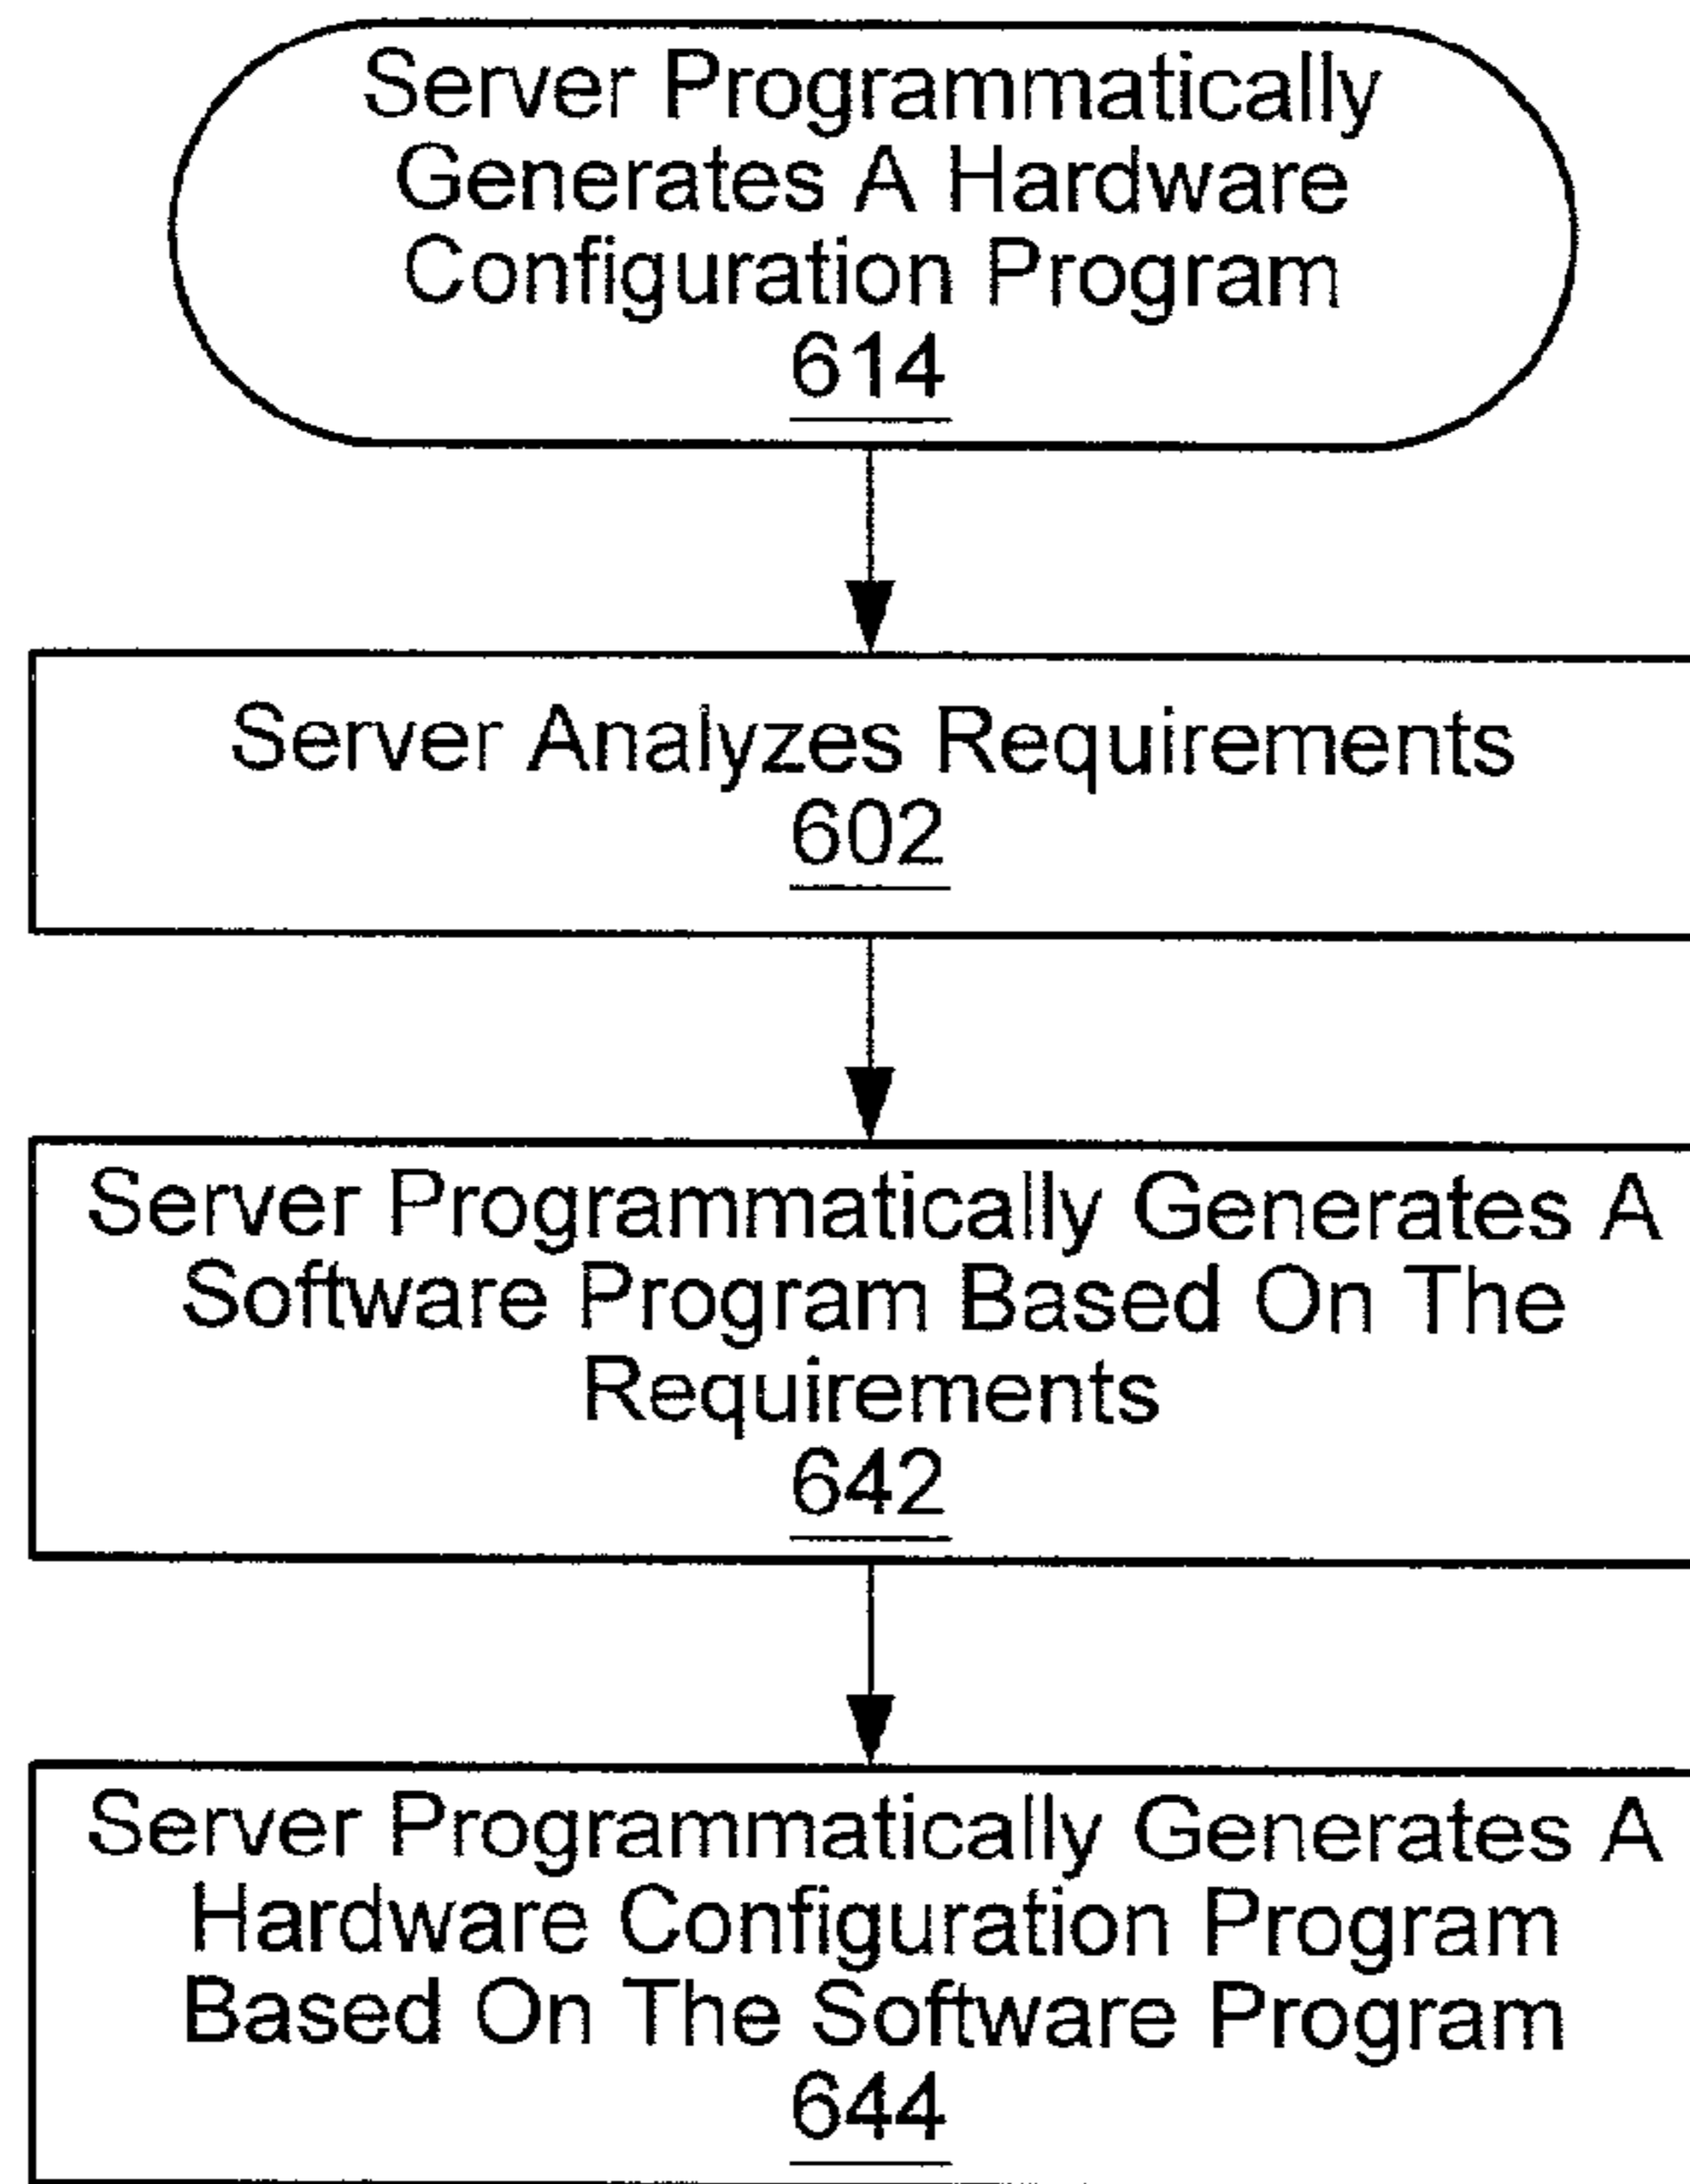 Server Programmatically
Generates A Hardware
Configuration Program
614
Server Analyzes Requirements
602
Server Programmatically Generates A
Software Program Based On The
Requirements
642
Server Programmatically Generates A
Hardware Configuration Program
Based On The Software Program
644